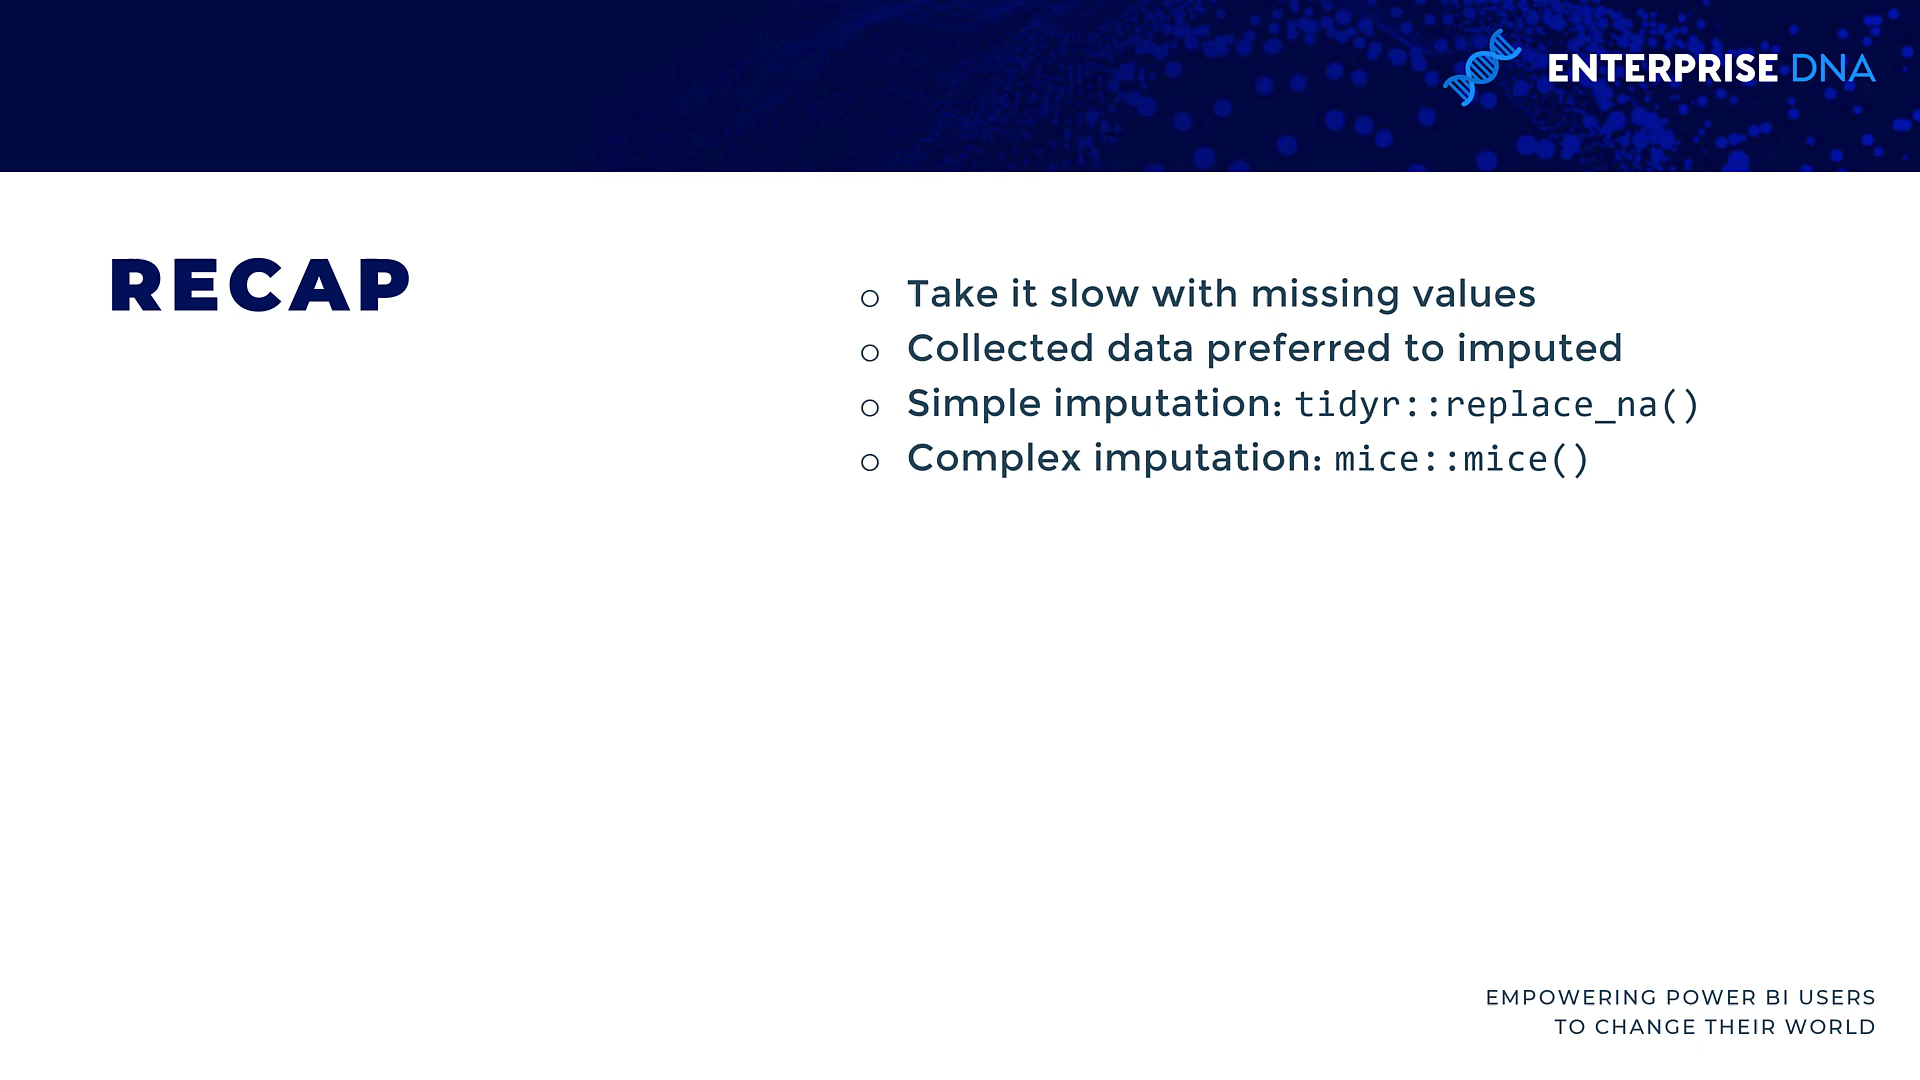 ENTERPRISE DNA
RECAP
Take it slow with missing values
Collected data preferred to imputed
Simple imputation: tidyr::replace_na()
Complex imputation: mice::mice()
EMPOWERING POWER BI USERS
TO CHANGE THEIR WORLD